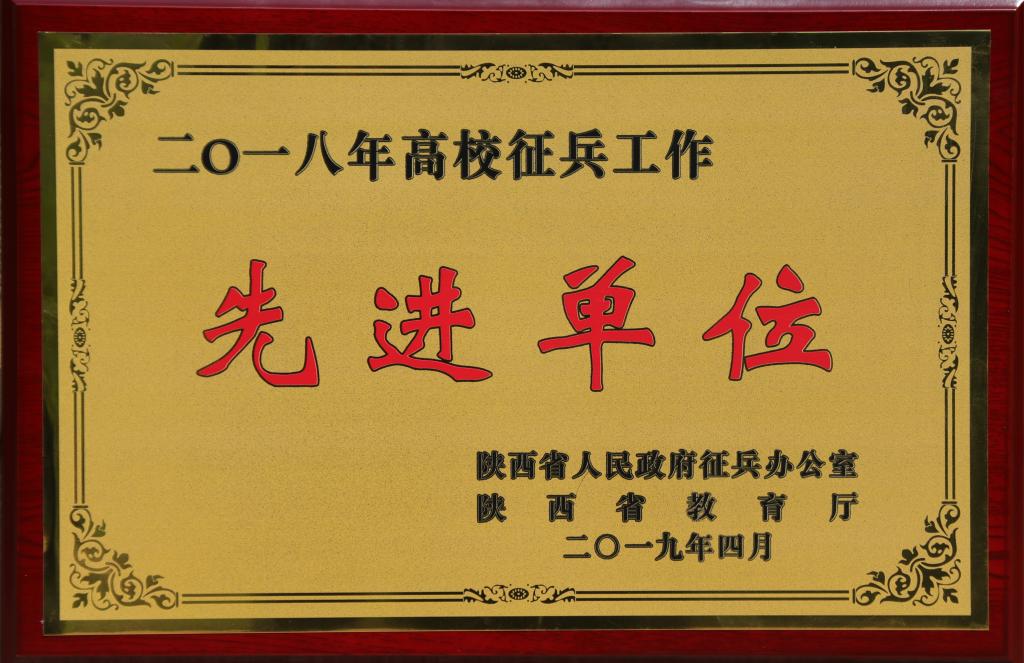 二〇一八年高校征兵工作
先进单位
陕西省人民政府征兵办公室
陕西省教育厅
二〇一九年四月